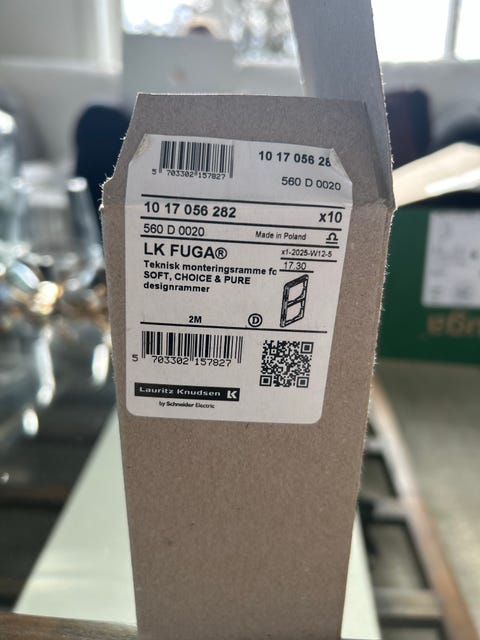 5 703302 157827
10 17 056 28
560 D 0020
10 17 056 282 x10
560 D 0020 Made in Poland
LK FUGA® x1-2025-W12-5
17.30
Teknisk monteringsramme fo
SOFT, CHOICE & PURE
designrammer
2M D
5 703302 157827
Lauritz Knudsen
by Schneider Electric